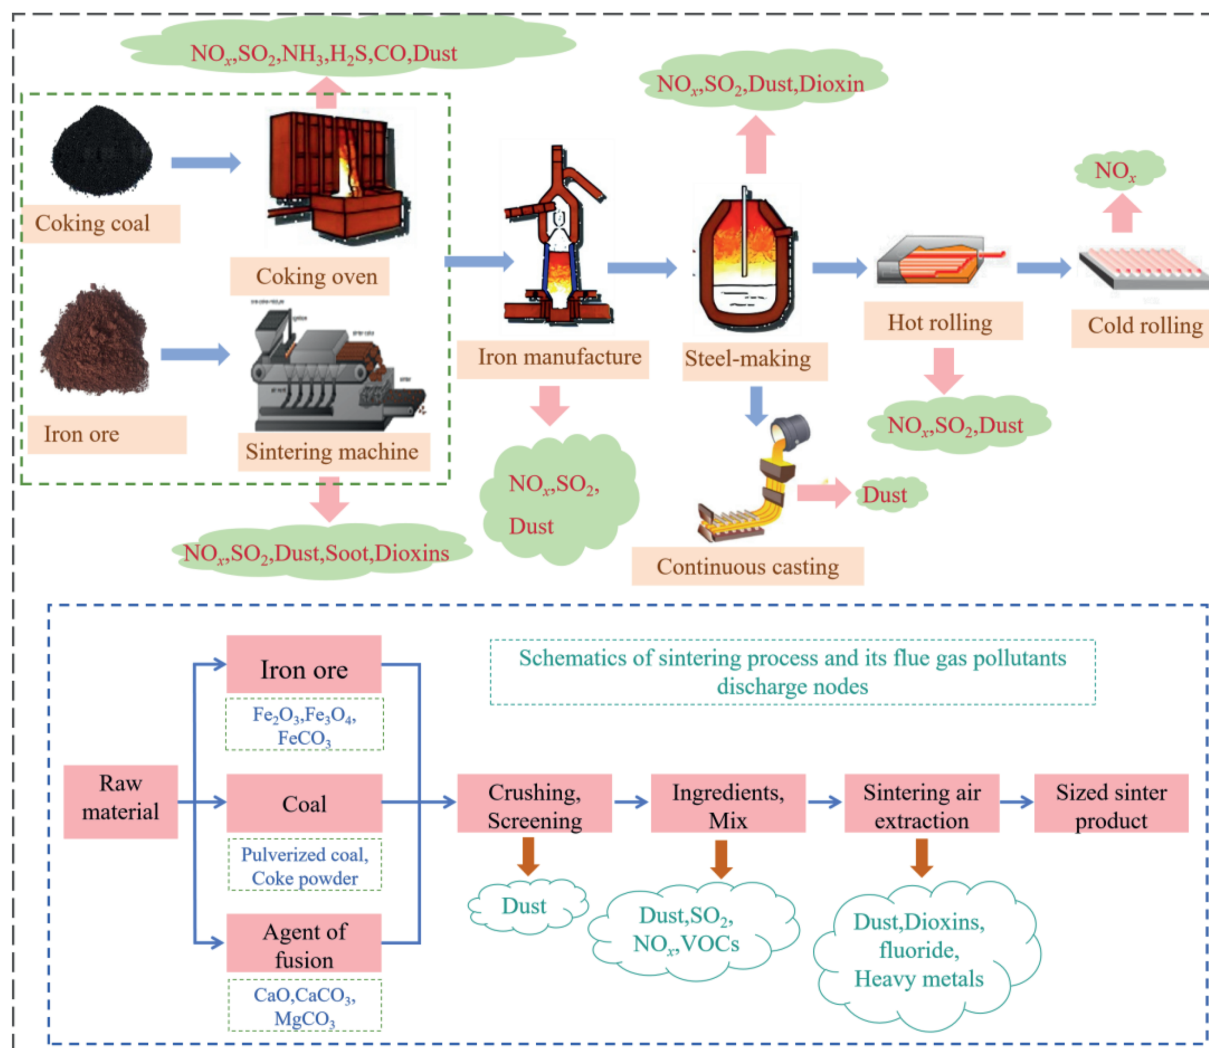 NOₓ,SO₂,NH₃,H₂S,CO,Dust
NOₓ,SO₂,Dust,Dioxin
NOₓ
Coking coal
Coking oven
Hot rolling
Cold rolling
Iron manufacture
Steel-making
Iron ore
Sintering machine
NOₓ,SO₂,Dust
NOₓ,SO₂,
Dust
Dust
NOₓ,SO₂,Dust,Soot,Dioxins
Continuous casting
Schematics of sintering process and its flue gas pollutants
discharge nodes
Iron ore
Fe₂O₃,Fe₃O₄,
FeCO₃
Raw
material
Coal
Pulverized coal,
Coke powder
Agent of
fusion
CaO,CaCO₃,
MgCO₃
Crushing,
Screening
Ingredients,
Mix
Sintering air
extraction
Sized sinter
product
Dust
Dust,SO₂,
NOₓ,VOCs
Dust,Dioxins,
fluoride,
Heavy metals